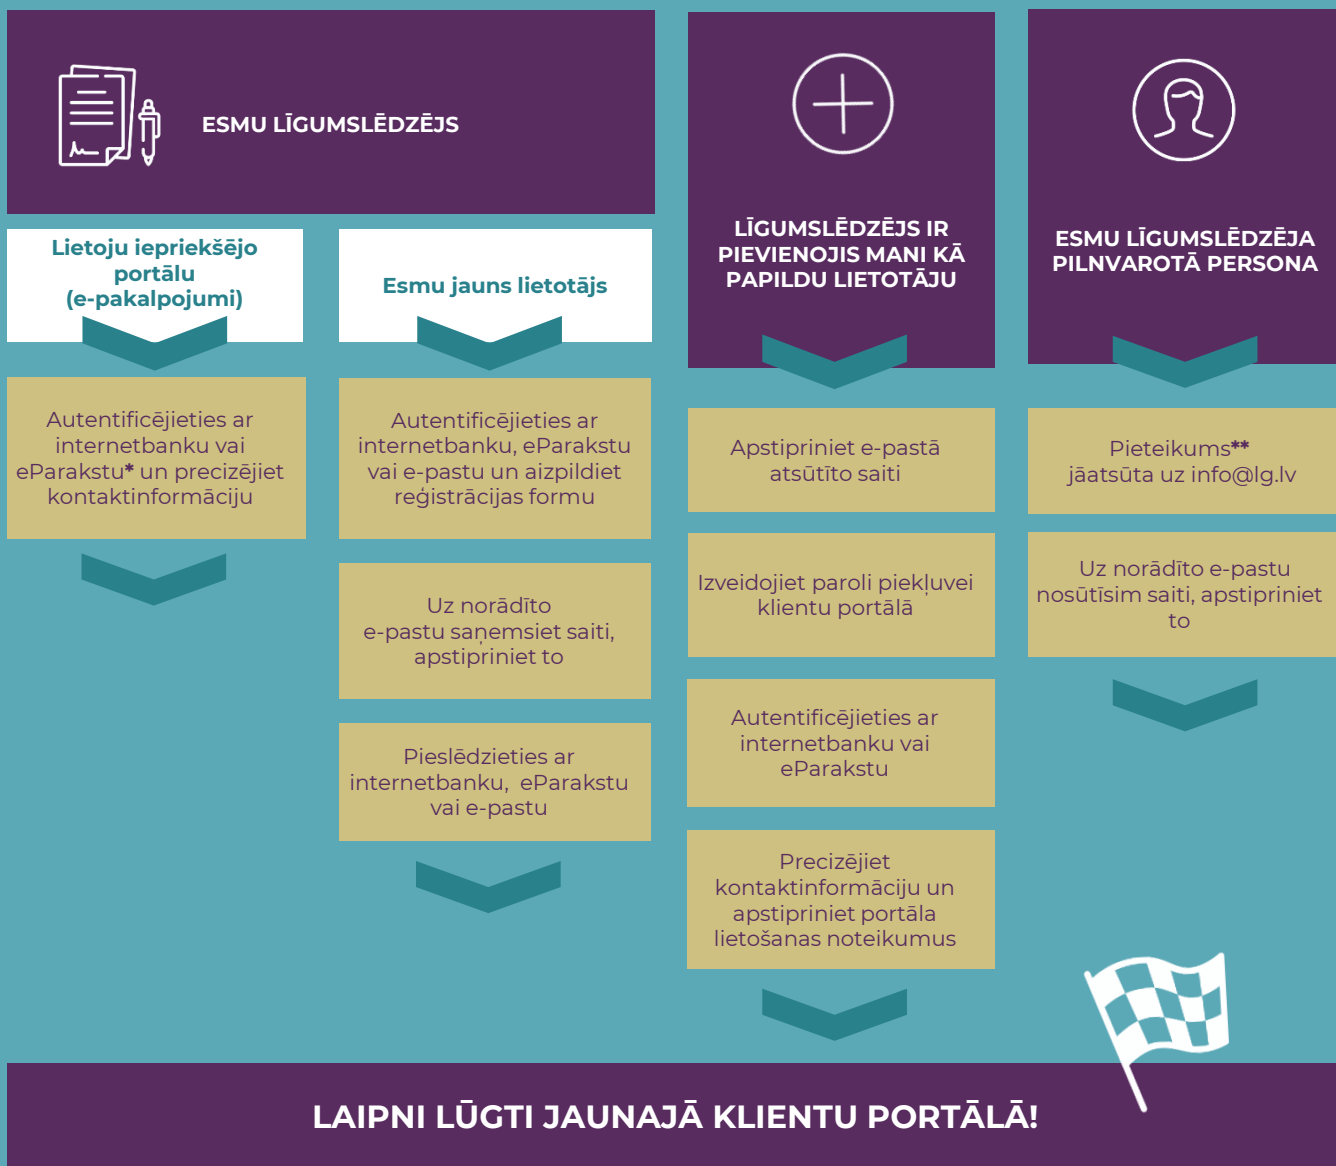 ESMU LĪGUMSLĒDZĒJS
Lietoju iepriekšējo
portālu
(e-pakalpojumi)
Autentificējieties ar
internetbanku vai
eParakstu* un precizējiet
kontaktinformāciju
Esmu jauns lietotājs
Autentificējieties ar
internetbanku, eParakstu
vai e-pastu un aizpildiet
reģistrācijas formu
Uz norādīto
e-pastu saņemsiet saiti,
apstipriniet to
Pieslēdzieties ar
internetbanku, eParakstu
vai e-pastu
LĪGUMSLĒDZĒJS IR
PIEVIENOJIS MANI KĀ
PAPILDU LIETOTĀJU
Apstipriniet e-pastā
atsūtīto saiti
Izveidojiet paroli piekļuvei
klientu portālā
Autentificējieties ar
internetbanku vai
eParakstu
Precizējiet
kontaktinformāciju un
apstipriniet portāla
lietošanas noteikumus
ESMU LĪGUMSLĒDZĒJA
PILNVAROTĀ PERSONA
Pieteikums**
jāatsūta uz info@lg.lv
Uz norādīto e-pastu
nosūtīsim saiti, apstipriniet
to
LAIPNI LŪGTI JAUNAJĀ KLIENTU PORTĀLĀ!